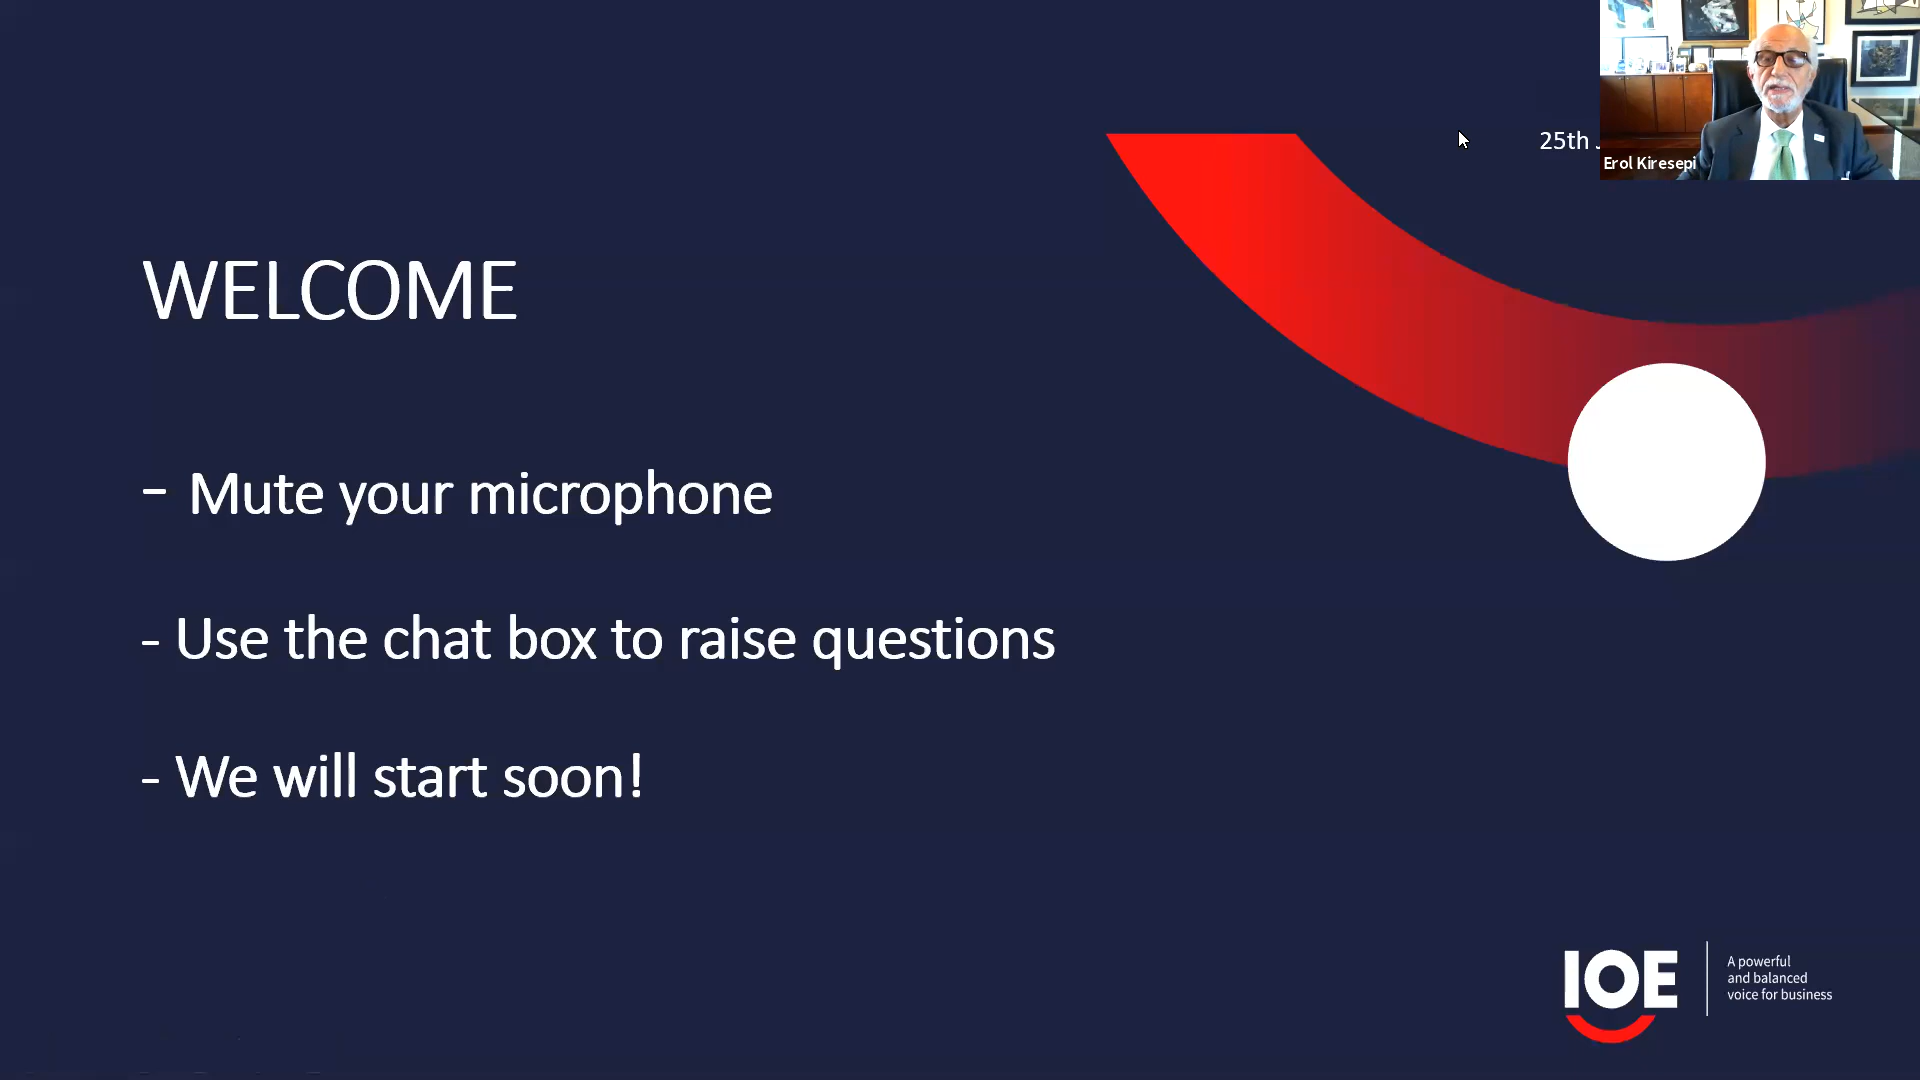 25th
Erol Kiresepi
WELCOME
- Mute your microphone
- Use the chat box to raise questions
- We will start soon!
IOE
A powerful
and balanced
voice for business